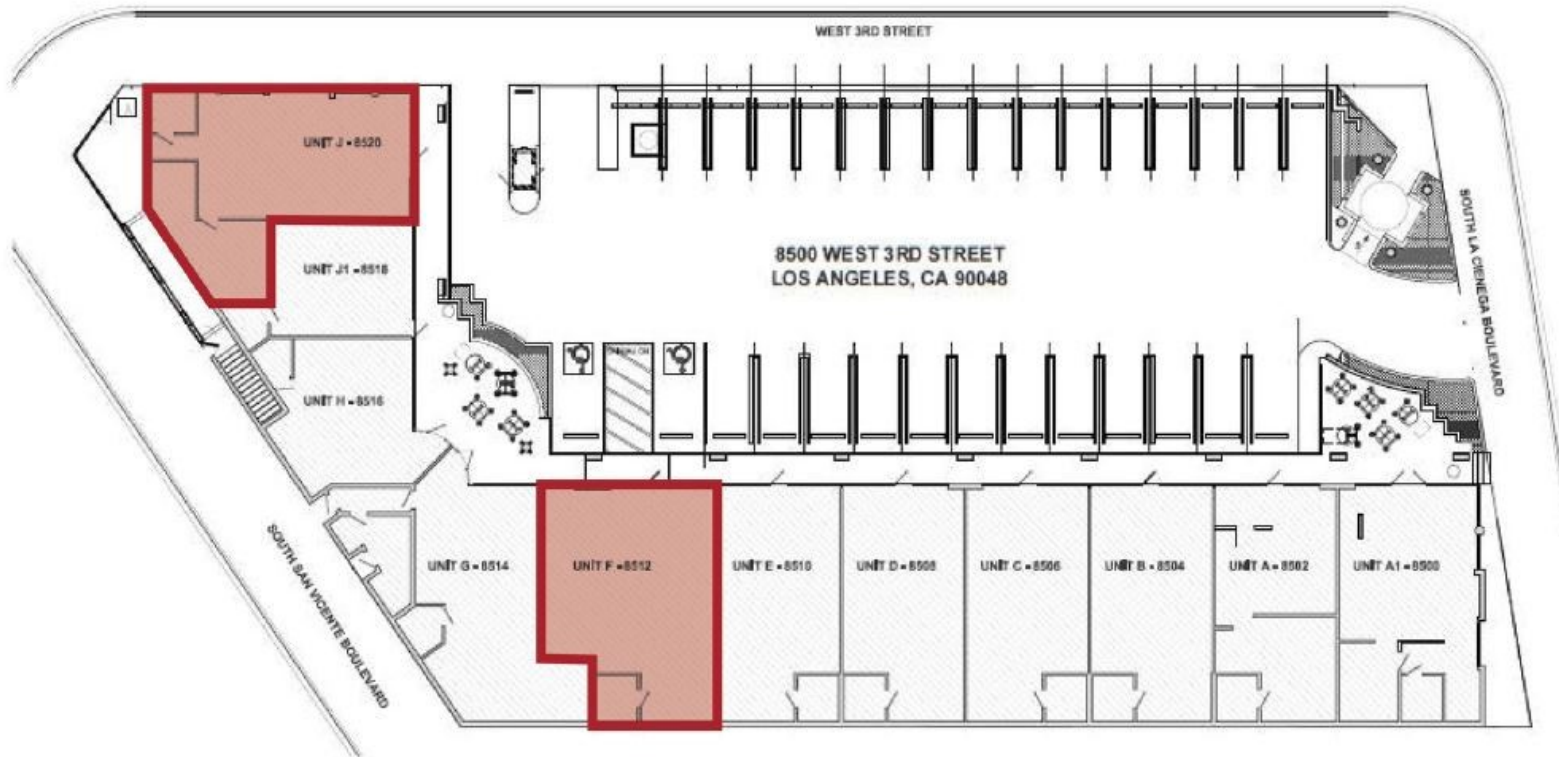 WEST 3RD STREET
UNIT J - 8520
UNIT J1 - 8518
8500 WEST 3RD STREET
LOS ANGELES, CA 90048
SOUTH LA CIENEGA BOULEVARD
UNIT H - 8516
SOUTH SAN VICENTE BOULEVARD
UNIT G - 8514
UNIT F - 8512
UNIT E - 8510
UNIT D - 8508
UNIT C - 8506
UNIT B - 8504
UNIT A - 8502
UNIT A1 - 8500